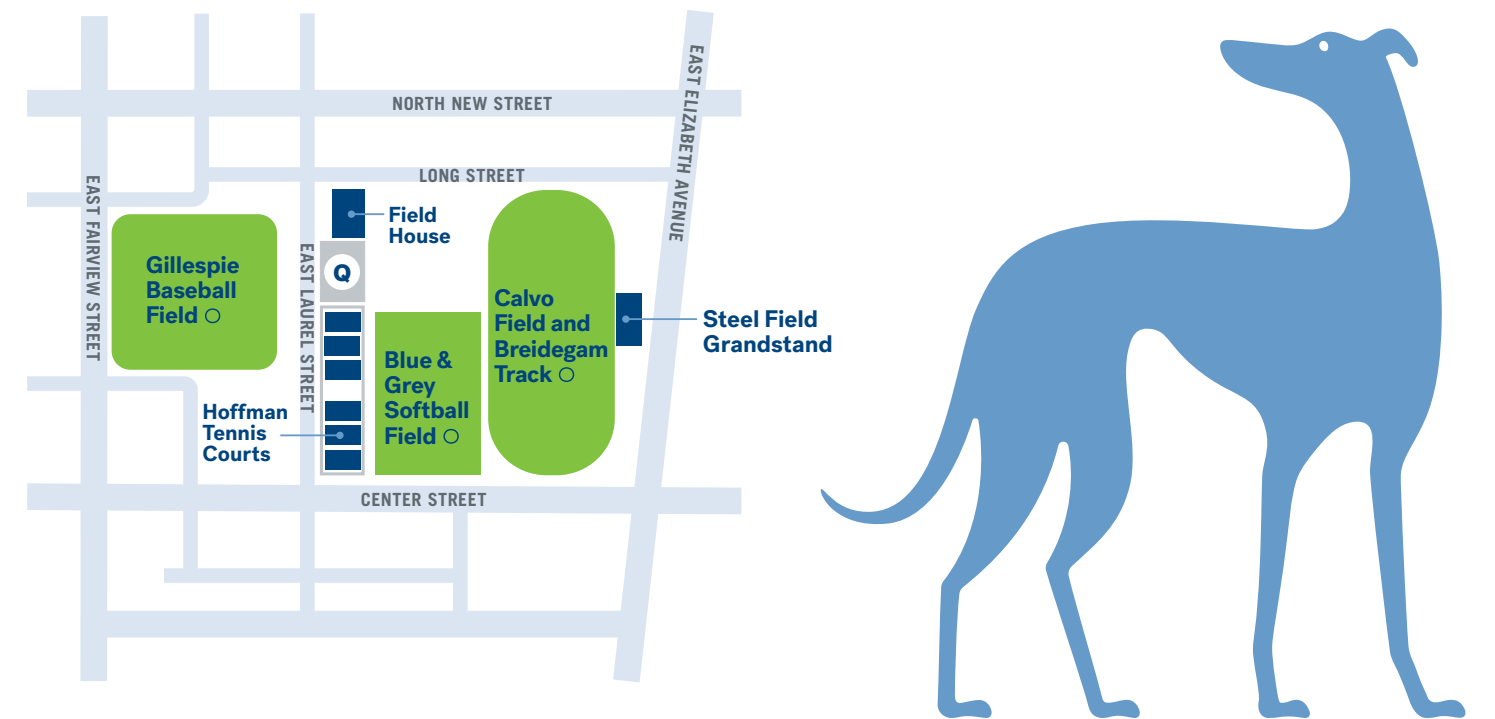 NORTH NEW STREET
EAST ELIZABETH AVENUE
LONG STREET
EAST FAIRVIEW STREET
Field
House
Gillespie
Baseball
Field
EAST LAUREL STREET
Q
Calvo
Field and
Breidegam
Track
Steel Field
Grandstand
Blue &
Grey
Softball
Field
Hoffman
Tennis
Courts
CENTER STREET